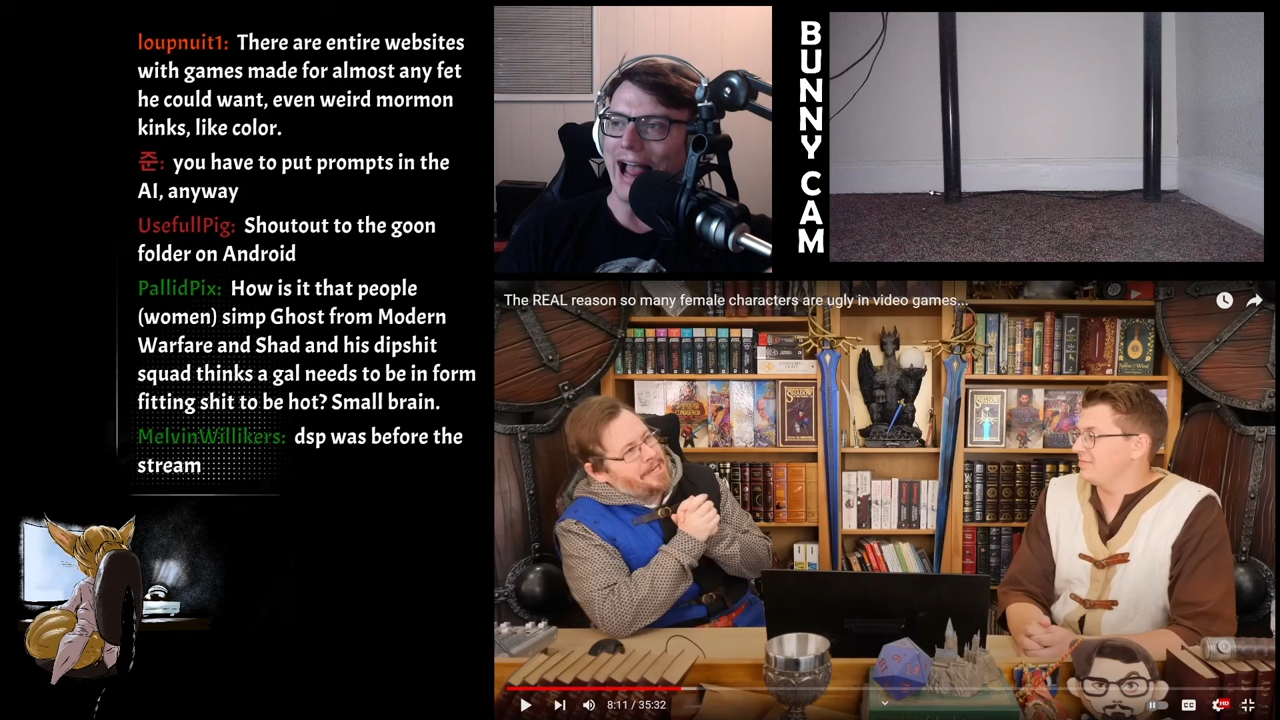 loupnuit1: There are entire websites
with games made for almost any fet
he could want, even weird mormon
kinks, like color.
준: you have to put prompts in the
AI, anyway
UsefullPig: Shoutout to the goon
folder on Android
PallidPix: How is it that people
(women) simp Ghost from Modern
Warfare and Shad and his dipshit
squad thinks a gal needs to be in form
fitting shit to be hot? Small brain.
MelvinWillikers: dsp was before the
stream
BUNNY CAM
The REAL reason so many female characters are ugly in video games...
8:11 / 35:32
CC
HD